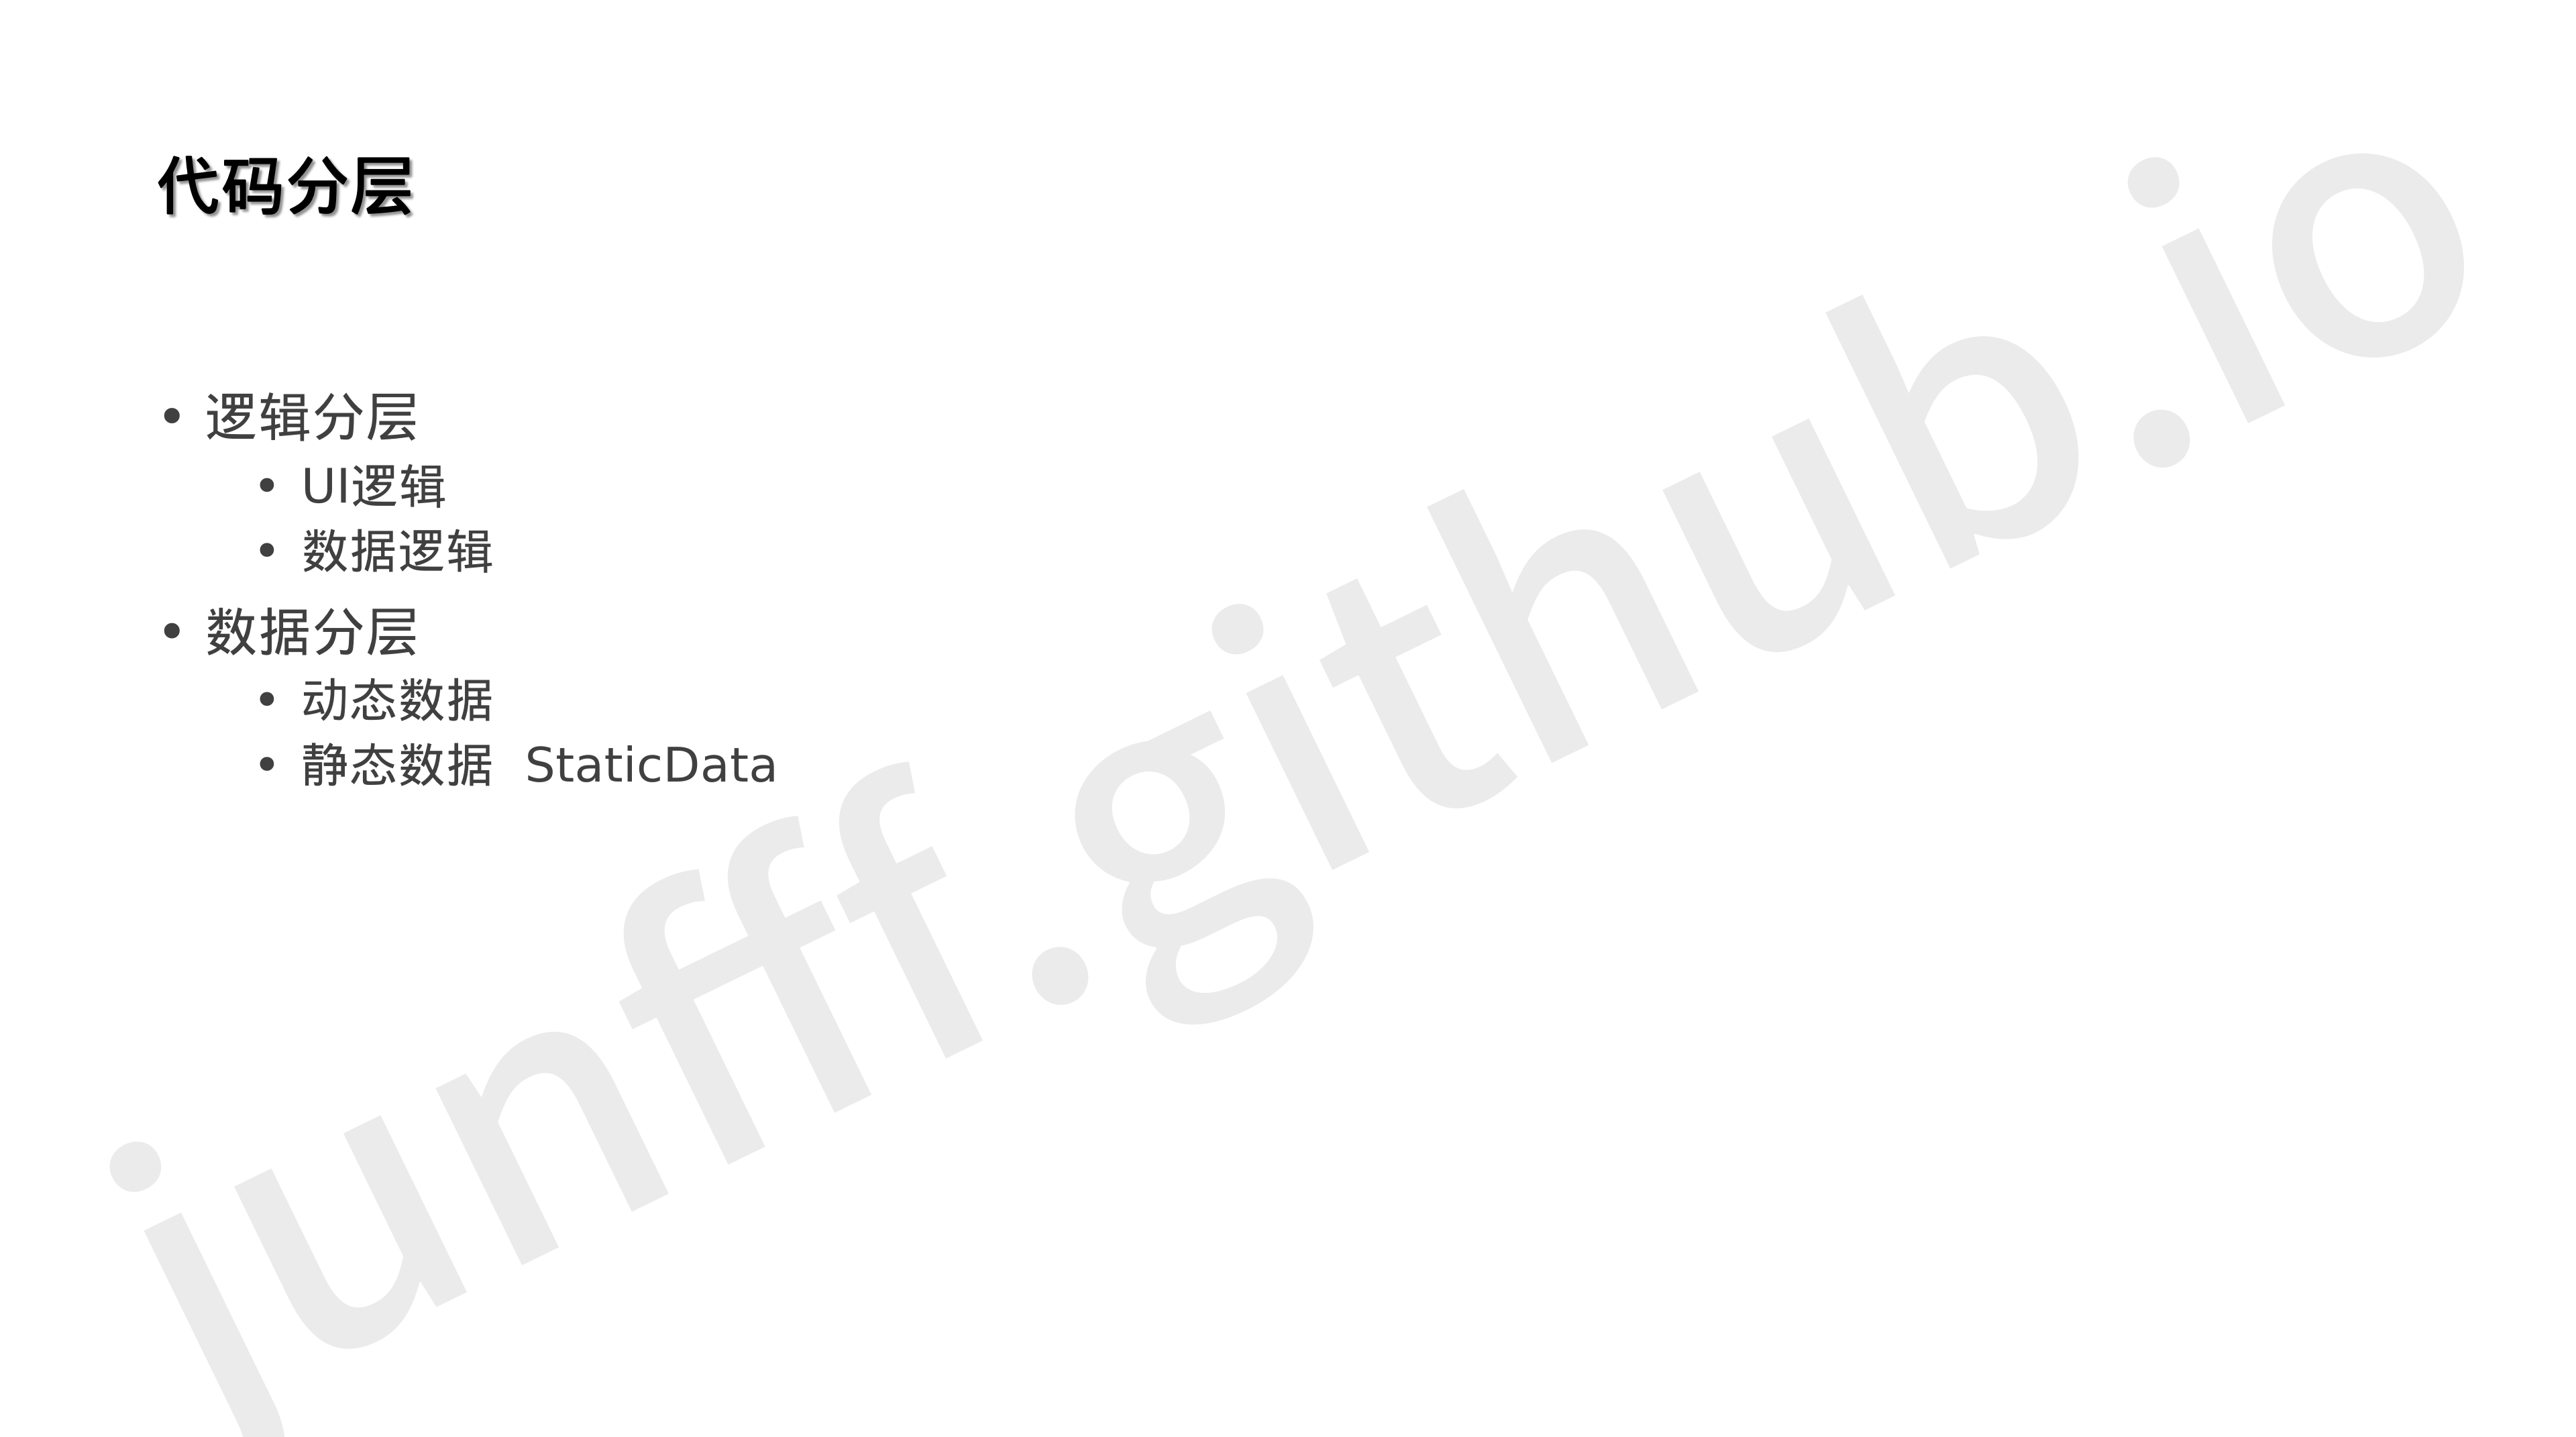 代码分层
• 逻辑分层
• UI逻辑
• 数据逻辑
• 数据分层
• 动态数据
• 静态数据 StaticData
junfff.github.io